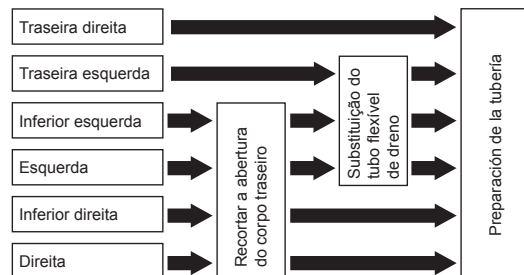 Traseira direita
Traseira esquerda
Inferior esquerda
Esquerda
Inferior direita
Direita
Recortar a abertura
do corpo traseiro
Substituição do
tubo flexível
de dreno
Preparación de la tubería